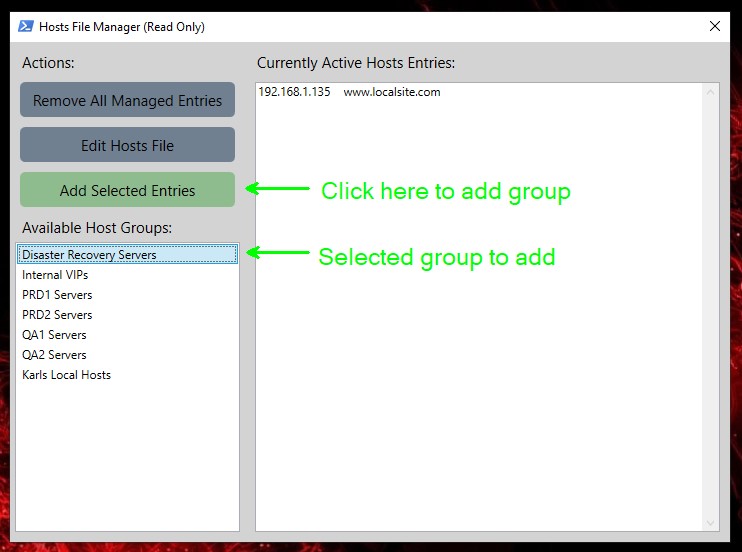 Hosts File Manager (Read Only)
Actions:
Remove All Managed Entries
Edit Hosts File
Add Selected Entries
Available Host Groups:
Disaster Recovery Servers
Internal VIPs
PRD1 Servers
PRD2 Servers
QA1 Servers
QA2 Servers
Karls Local Hosts
Currently Active Hosts Entries:
192.168.1.135 www.localsite.com
Click here to add group
Selected group to add